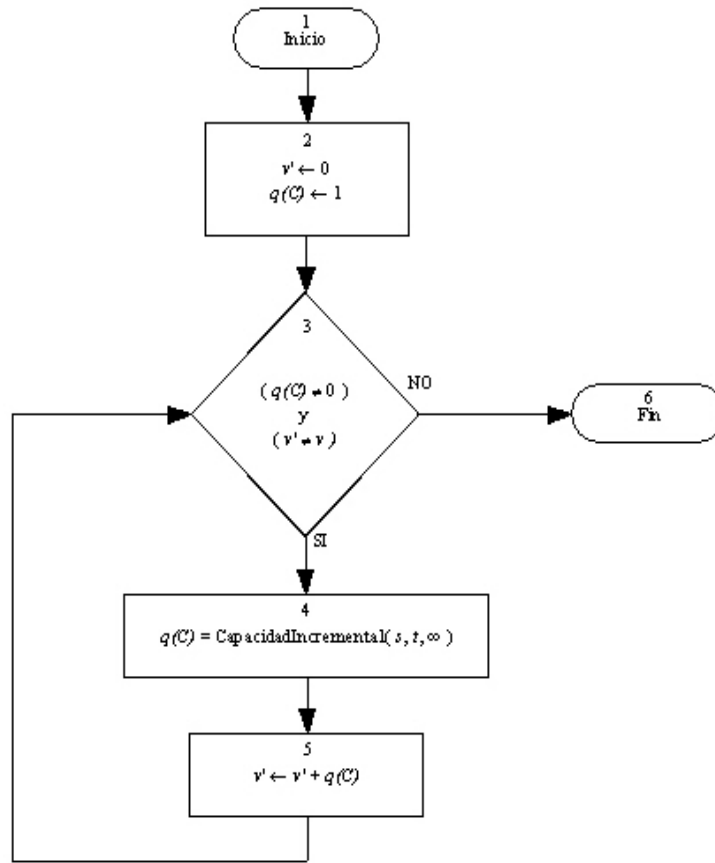 1
Inicio
2
v' ← 0
q(C) ← 1
3
( q(C) ≠ 0 )
y
( v' ≠ v )
NO
6
Fin
SI
4
q(C) = CapacidadIncremental( s, t, ∞ )
5
v' ← v' + q(C)